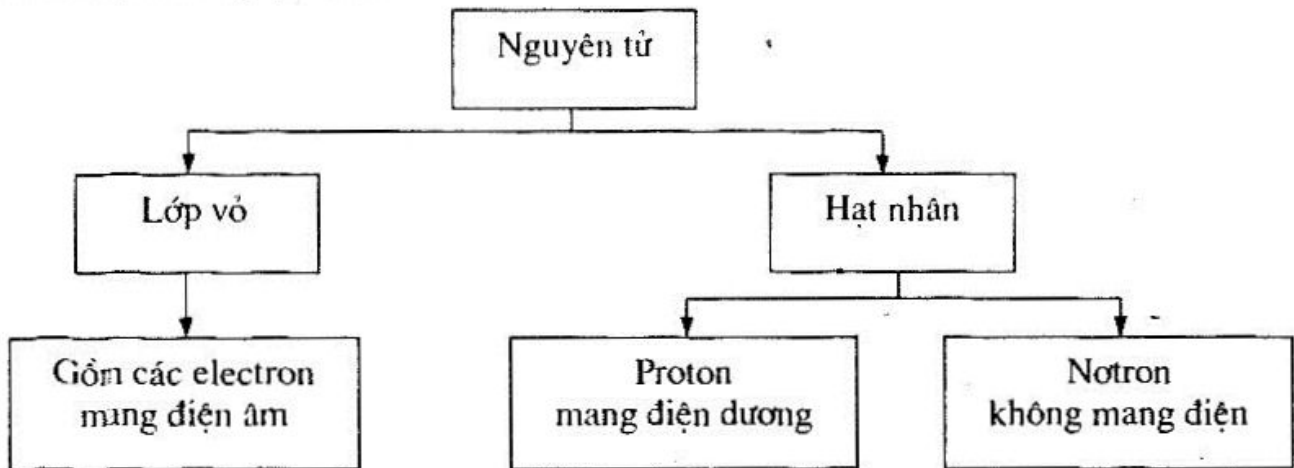 Nguyên tử
Lớp vỏ
Hạt nhân
Gồm các electron
mang điện âm
Proton
mang điện dương
Nơtron
không mang điện